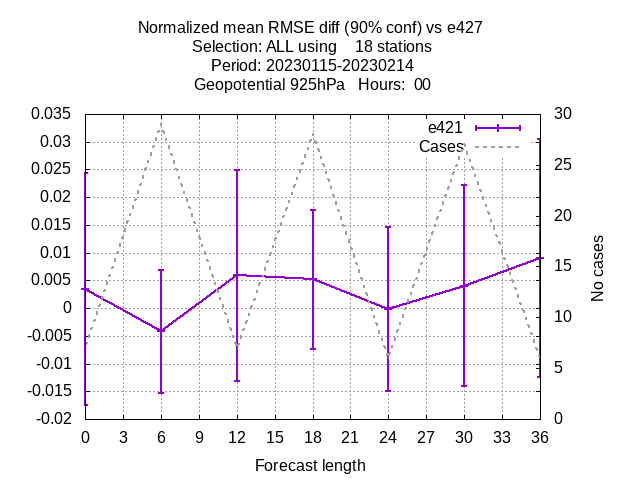 Normalized mean RMSE diff (90% conf) vs e427
Selection: ALL using    18 stations
Period: 20230115-20230214
Geopotential 925hPa   Hours:  00
0.035
0.03
0.025
0.02
0.015
0.01
0.005
0
-0.005
-0.01
-0.015
-0.02
e421
Cases
30
25
20
15
10
5
0
No cases
0 3 6 9 12 15 18 21 24 27 30 33 36
Forecast length